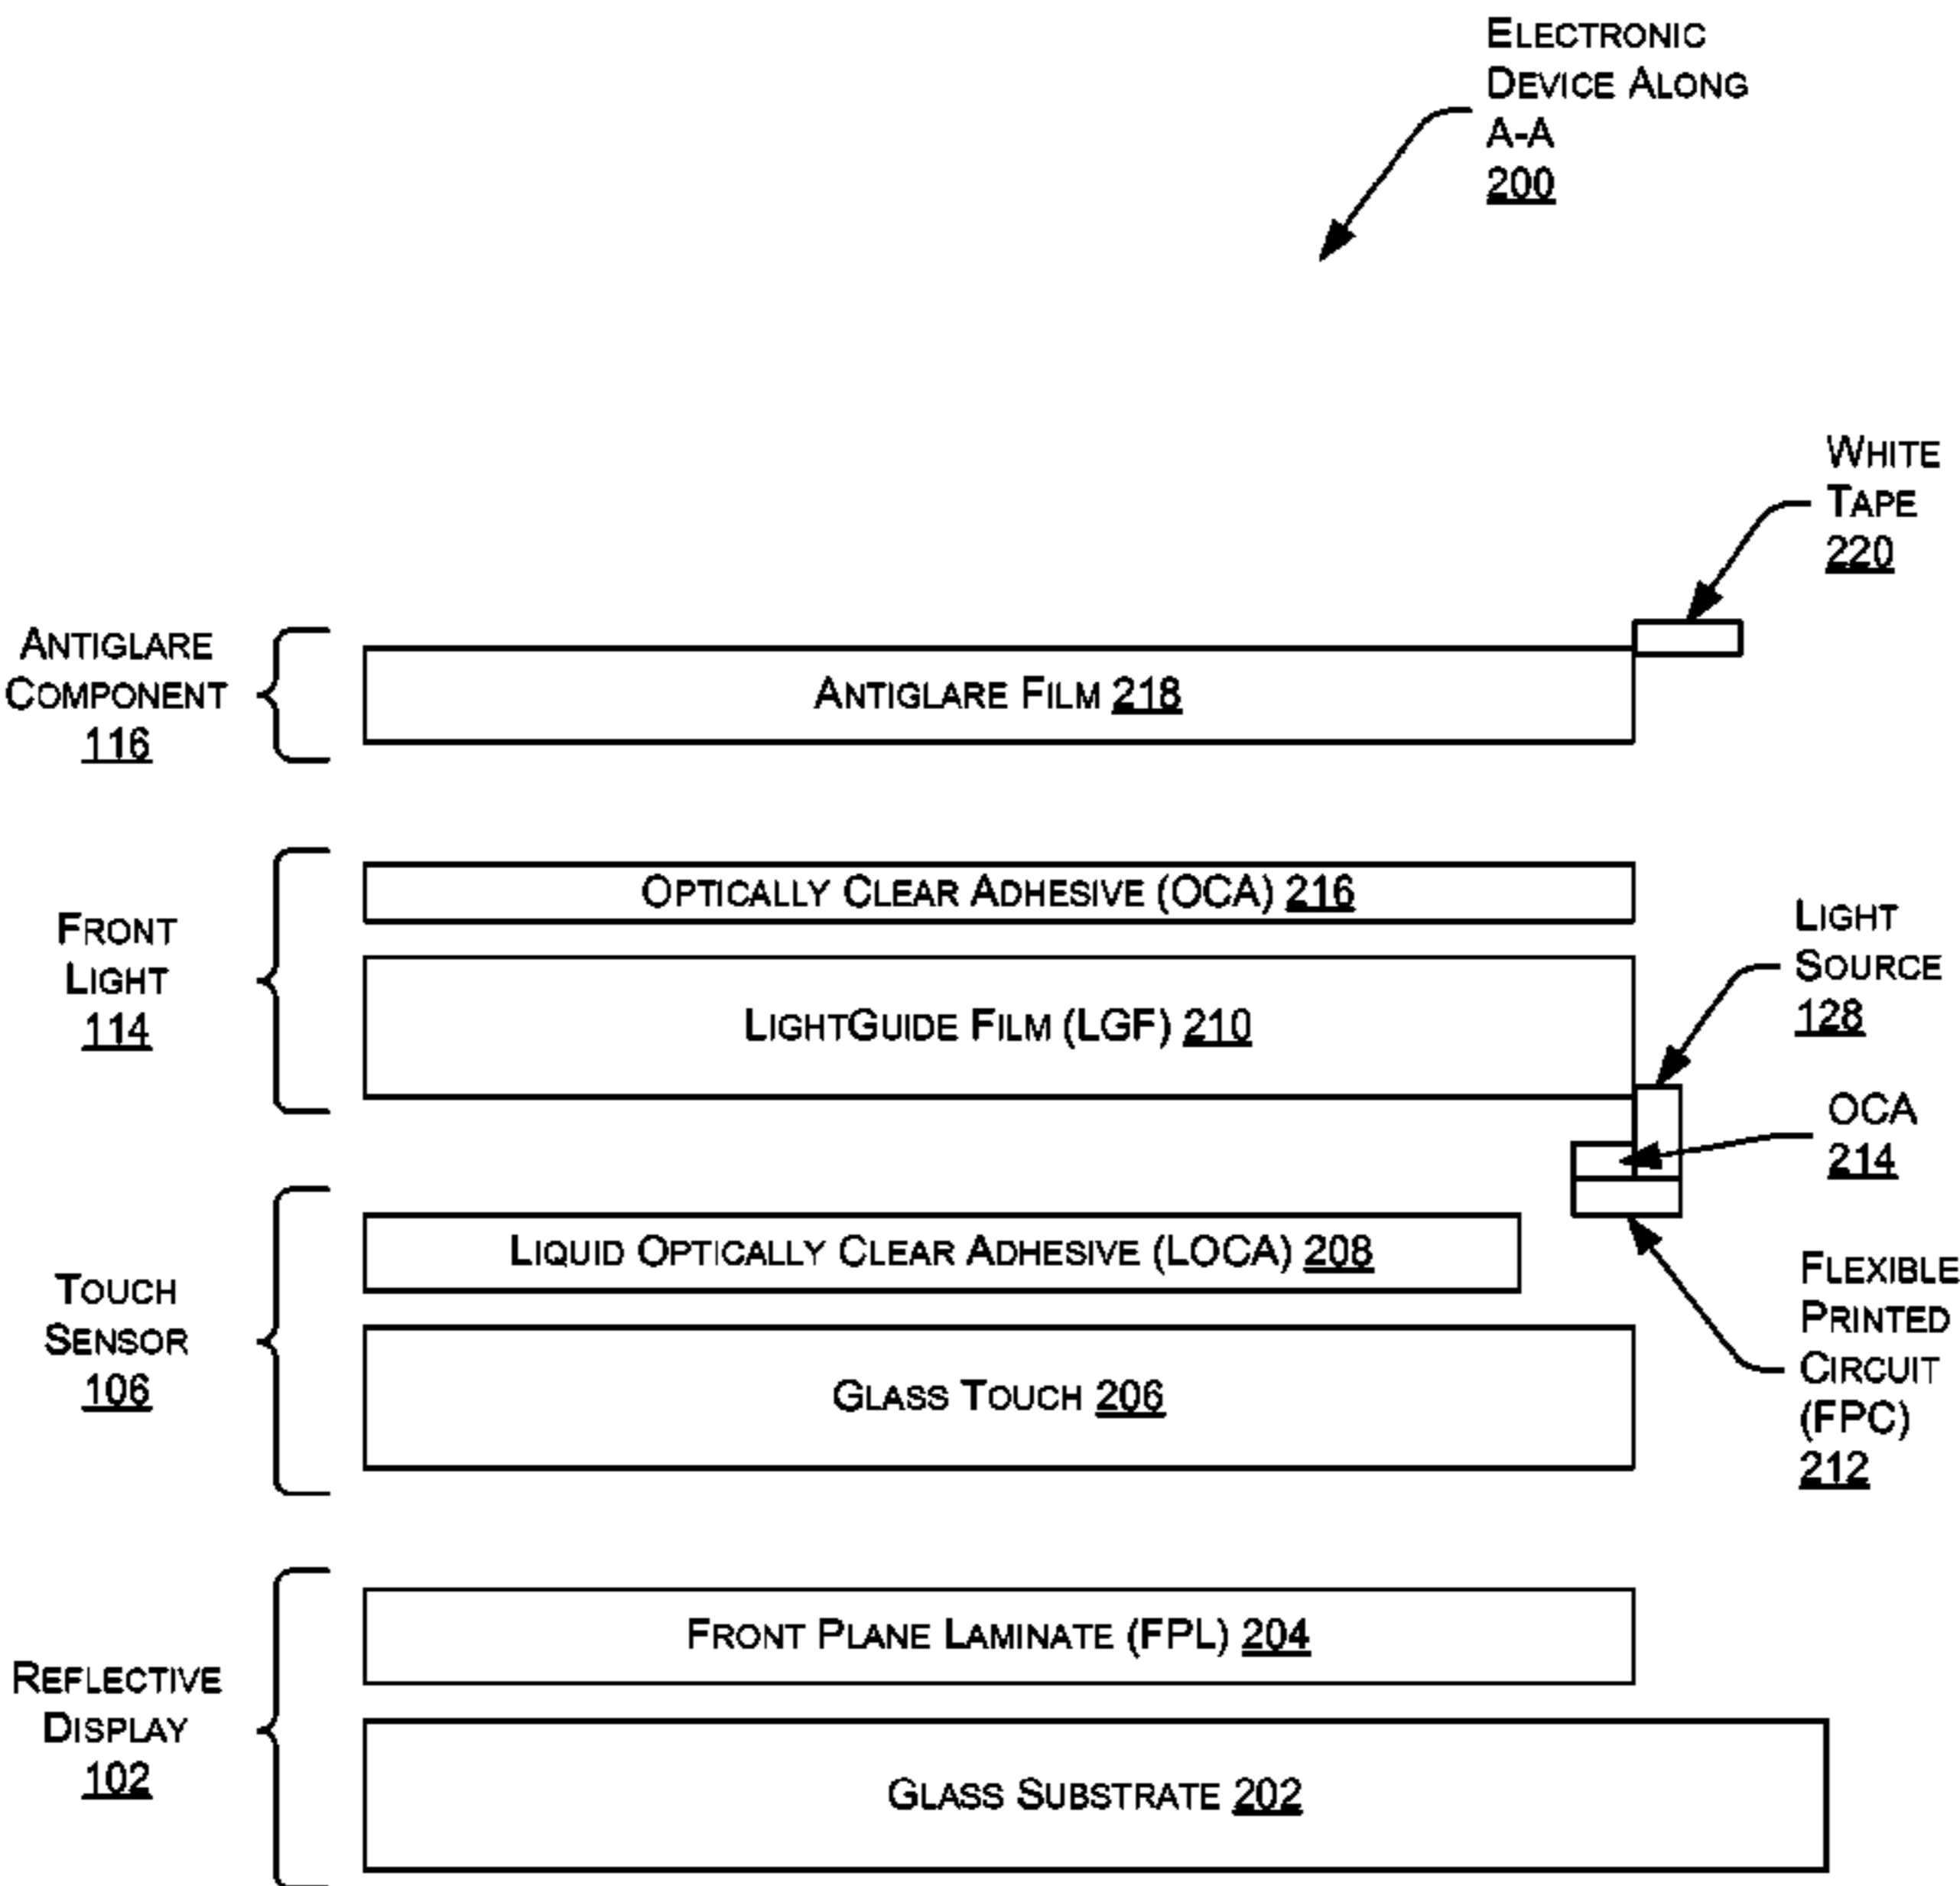 ELECTRONIC
DEVICE ALONG
A-A
200
WHITE
TAPE
220
ANTIGLARE
COMPONENT
116
ANTIGLARE FILM 218
FRONT
LIGHT
114
OPTICALLY CLEAR ADHESIVE (OCA) 216
LIGHTGUIDE FILM (LGF) 210
LIGHT
SOURCE
128
OCA
214
TOUCH
SENSOR
106
LIQUID OPTICALLY CLEAR ADHESIVE (LOCA) 208
GLASS TOUCH 206
FLEXIBLE
PRINTED
CIRCUIT
(FPC)
212
REFLECTIVE
DISPLAY
102
FRONT PLANE LAMINATE (FPL) 204
GLASS SUBSTRATE 202